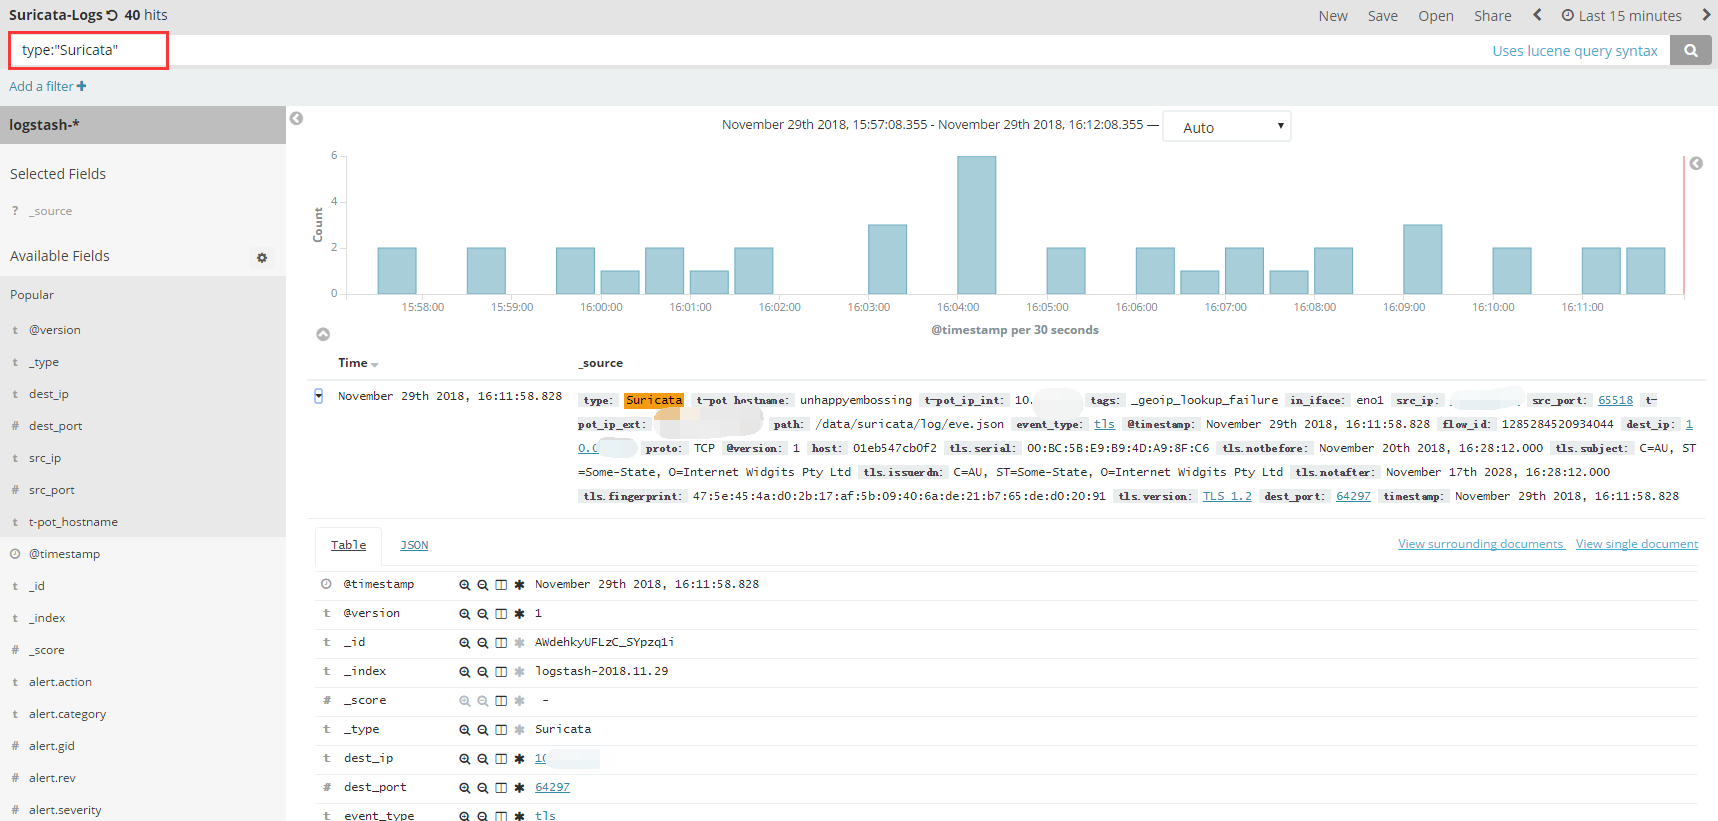 Suricata-Logs 40 hits
New Save Open Share Last 15 minutes
type:"Suricata"
Uses lucene query syntax
Add a filter
logstash-*
November 29th 2018, 15:57:08.355 - November 29th 2018, 16:12:08.355 — Auto
Selected Fields
? _source
Available Fields
Popular
t @version
t _type
t dest_ip
# dest_port
t src_ip
# src_port
t t-pot_hostname
@timestamp
t _id
t _index
# _score
t alert.action
t alert.category
# alert.gid
# alert.rev
# alert.severity
6
4
2
0
Count
15:58:00 15:59:00 16:00:00 16:01:00 16:02:00 16:03:00 16:04:00 16:05:00 16:06:00 16:07:00 16:08:00 16:09:00 16:10:00 16:11:00
@timestamp per 30 seconds
Time _source
November 29th 2018, 16:11:58.828
type: Suricata t-pot_hostname: unhappyembossing t-pot_ip_int: 10. tags: _geoip_lookup_failure in_iface: eno1 src_ip: src_port: 65518 t-
pot_ip_ext: path: /data/suricata/log/eve.json event_type: tls @timestamp: November 29th 2018, 16:11:58.828 flow_id: 1285284520934044 dest_ip: 1
0.0 proto: TCP @version: 1 host: 01eb547cb0f2 tls.serial: 00:BC:5B:E9:B9:4D:A9:8F:C6 tls.notbefore: November 20th 2018, 16:28:12.000 tls.subject: C=AU, ST
=Some-State, O=Internet Widgits Pty Ltd tls.issuerdn: C=AU, ST=Some-State, O=Internet Widgits Pty Ltd tls.notafter: November 17th 2028, 16:28:12.000
tls.fingerprint: 47:5e:45:4a:d0:2b:17:af:5b:09:40:6a:de:21:b7:65:de:d0:20:91 tls.version: TLS 1.2 dest_port: 64297 timestamp: November 29th 2018, 16:11:58.828
Table JSON View surrounding documents View single document
@timestamp November 29th 2018, 16:11:58.828
t @version 1
t _id AWdehkyUFLzC_SYpzq1i
t _index logstash-2018.11.29
# _score -
t _type Suricata
t dest_ip 10
# dest_port 64297
t event_type tls